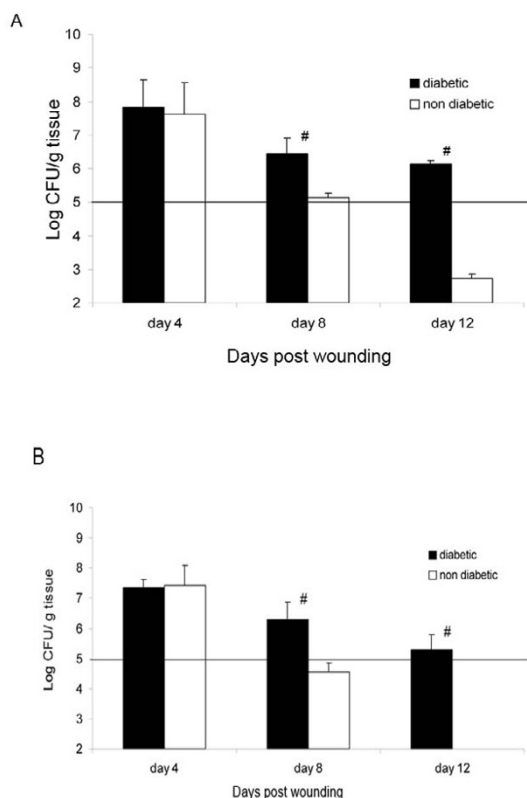 A
10
9
8
7
6
5
4
3
2
Log CFU/g tissue
diabetic
non diabetic
#
#
day 4
day 8
day 12
Days post wounding
B
10
9
8
7
6
5
4
3
2
Log CFU/ g tissue
diabetic
non diabetic
#
#
day 4
day 8
day 12
Days post wounding